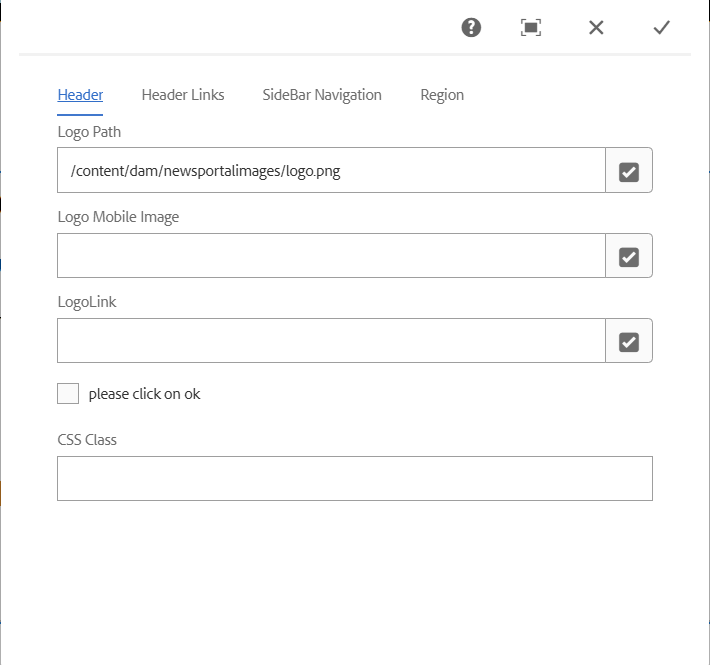 Header Header Links SideBar Navigation Region
Logo Path
/content/dam/newsportalimages/logo.png
Logo Mobile Image
LogoLink
please click on ok
CSS Class